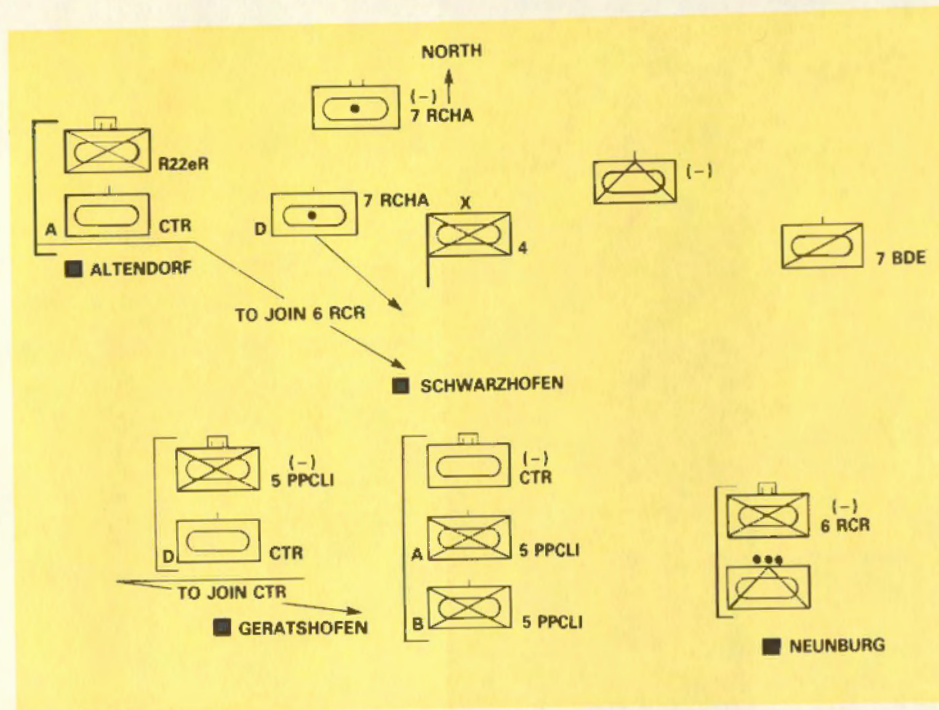 NORTH
(-)
7 RCHA
R22eR
A
CTR
ALTENDORF
D
7 RCHA
X
4
(-)
7 BDE
TO JOIN 6 RCR
SCHWARZHOFEN
(-)
5 PPCLI
D
CTR
TO JOIN CTR
GERATSHOFEN
(-)
CTR
A
5 PPCLI
B
5 PPCLI
(-)
6 RCR
NEUNBURG